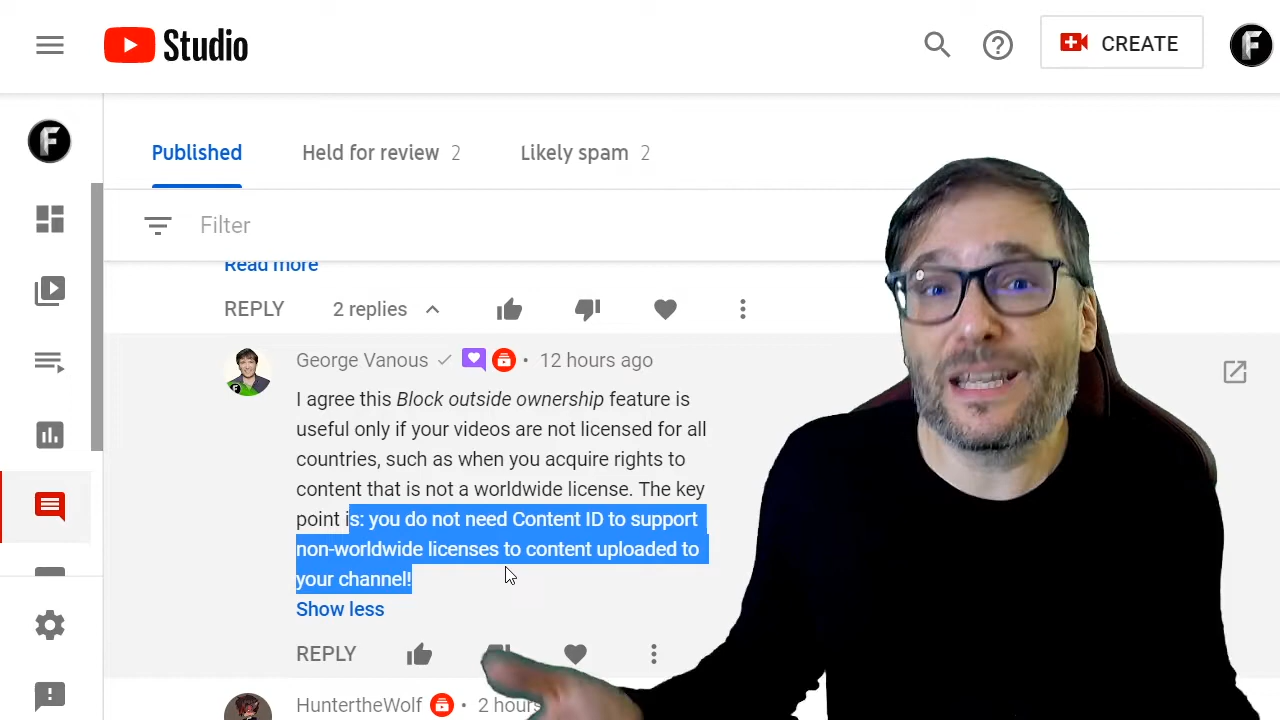 Studio
CREATE
F
F
Published
Held for review 2
Likely spam 2
Filter
Read more
REPLY
2 replies
George Vanous
• 12 hours ago
I agree this Block outside ownership feature is
useful only if your videos are not licensed for all
countries, such as when you acquire rights to
content that is not a worldwide license. The key
point is: you do not need Content ID to support
non-worldwide licenses to content uploaded to
your channel!
Show less
REPLY
HuntertheWolf
• 2 hours